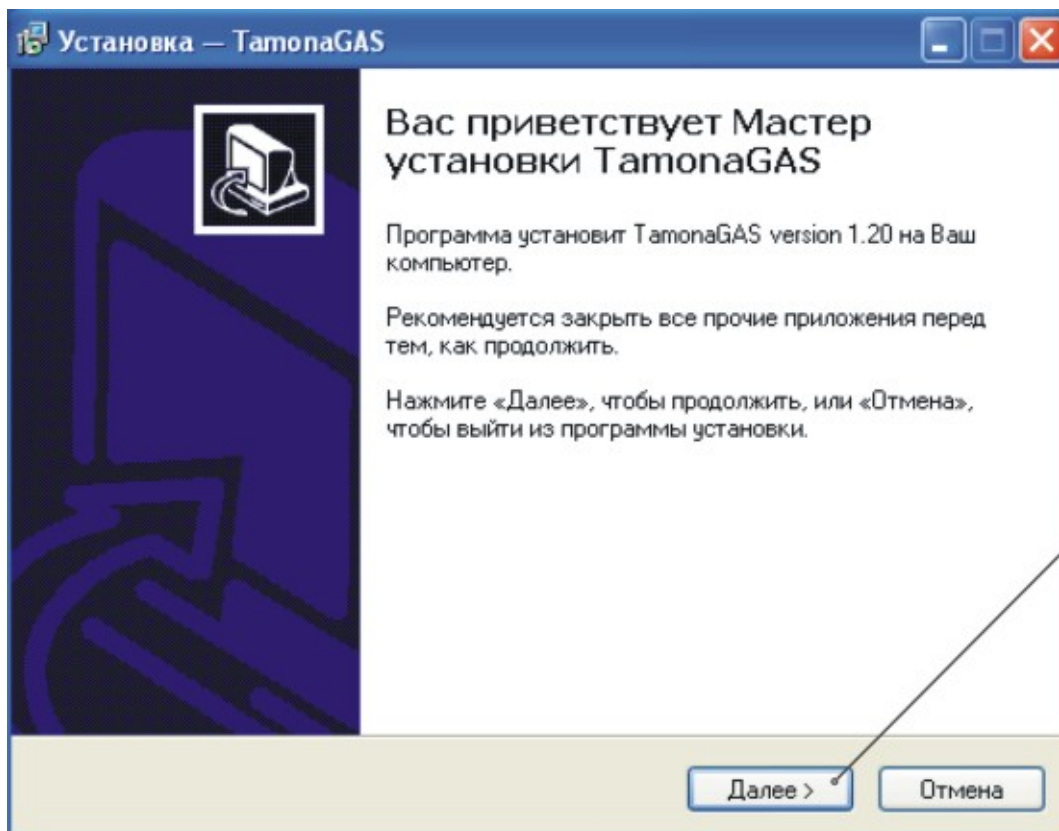 Установка — TamonaGAS
Вас приветствует Мастер
установки TamonaGAS
Программа установит TamonaGAS version 1.20 на Ваш
компьютер.
Рекомендуется закрыть все прочие приложения перед
тем, как продолжить.
Нажмите «Далее», чтобы продолжить, или «Отмена»,
чтобы выйти из программы установки.
Далее > Отмена